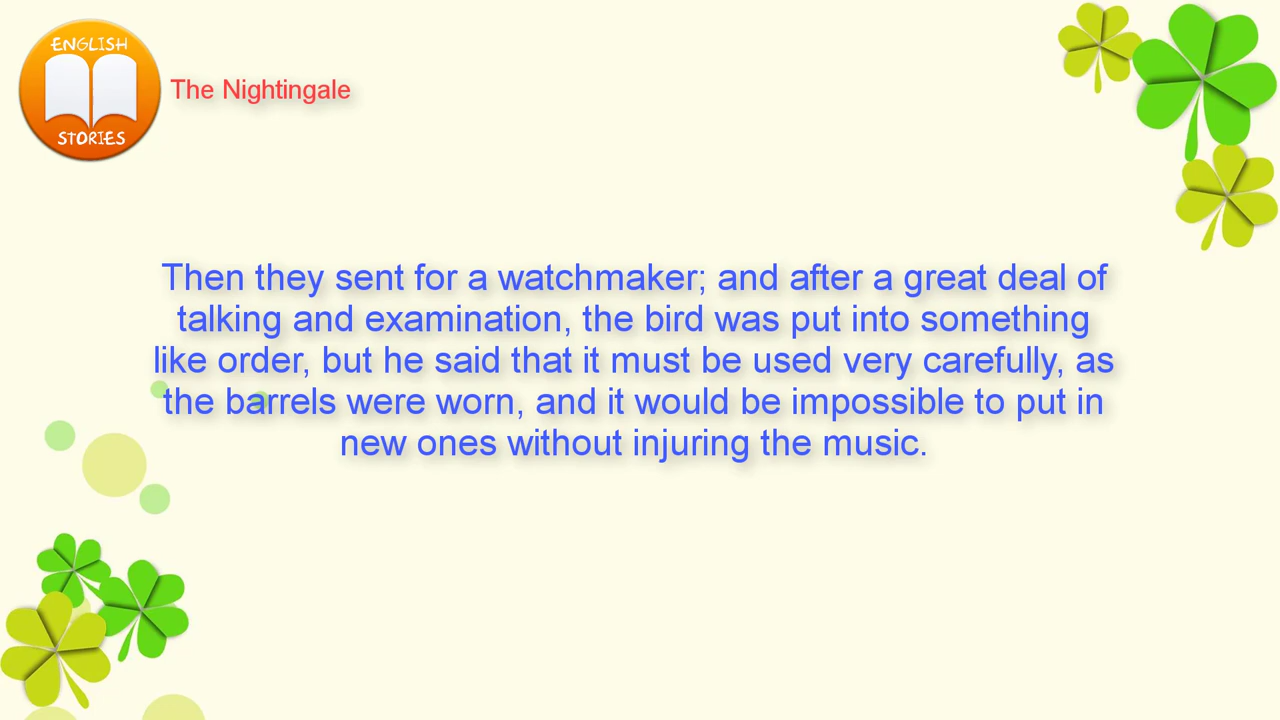 ENGLISH
STORIES
The Nightingale
Then they sent for a watchmaker; and after a great deal of
talking and examination, the bird was put into something
like order, but he said that it must be used very carefully, as
the barrels were worn, and it would be impossible to put in
new ones without injuring the music.